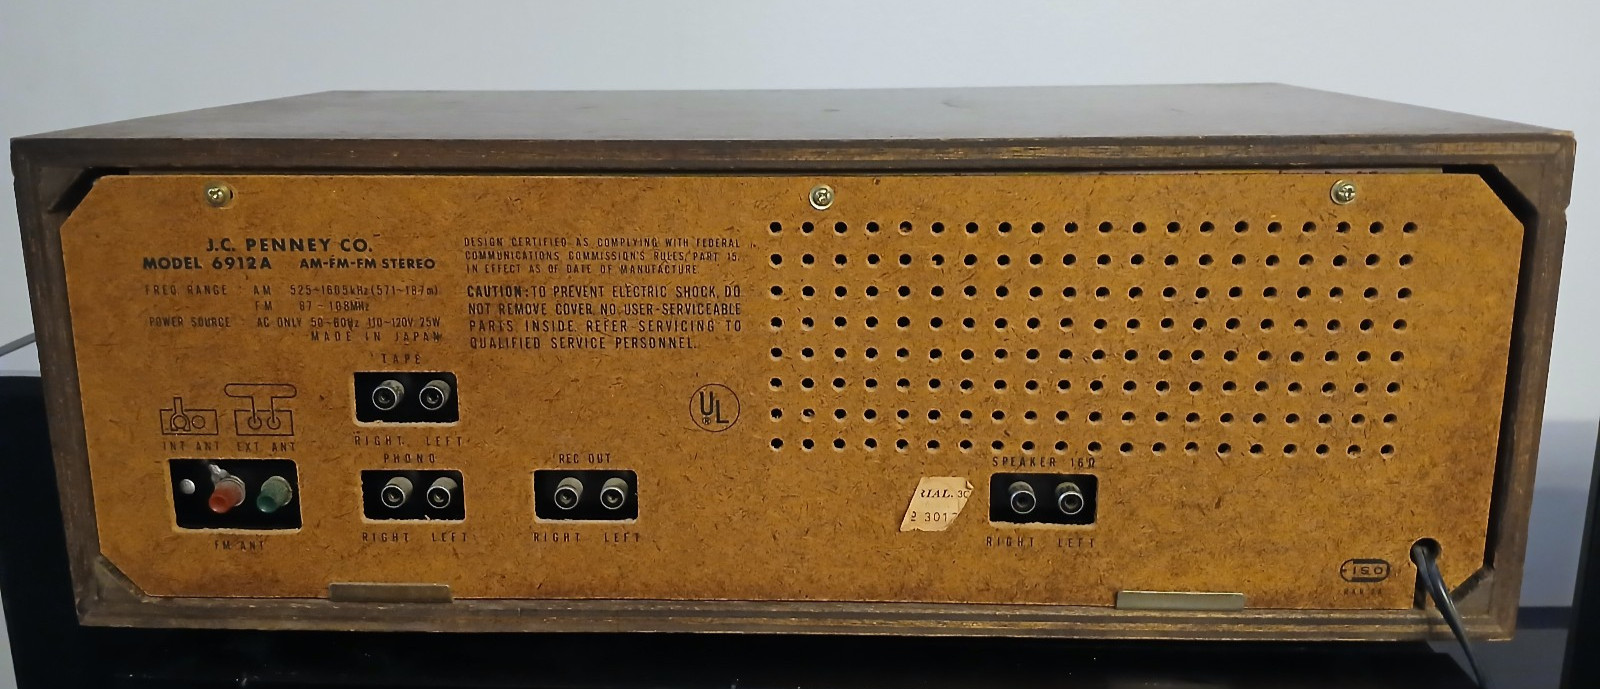 J.C. PENNEY CO.
MODEL 6912A AM-FM-FM STEREO
FREQ. RANGE AM 525~1605kHz(571~187m)
FM 87~108MHz
POWER SOURCE AC ONLY 50~60Hz 110~120V. 25W
MADE IN JAPAN
DESIGN CERTIFIED AS COMPLYING WITH FEDERAL
COMMUNICATIONS COMMISSION'S RULES, PART 15,
IN EFFECT AS OF DATE OF MANUFACTURE
CAUTION: TO PREVENT ELECTRIC SHOCK, DO
NOT REMOVE COVER. NO USER-SERVICEABLE
PARTS INSIDE. REFER SERVICING TO
QUALIFIED SERVICE PERSONNEL.
TAPE
RIGHT LEFT
INT ANT EXT ANT
FM ANT
PHONO
RIGHT LEFT
REC OUT
RIGHT LEFT
UL
®
RIAL. 30
2 3017
SPEAKER 16Ω
RIGHT LEFT